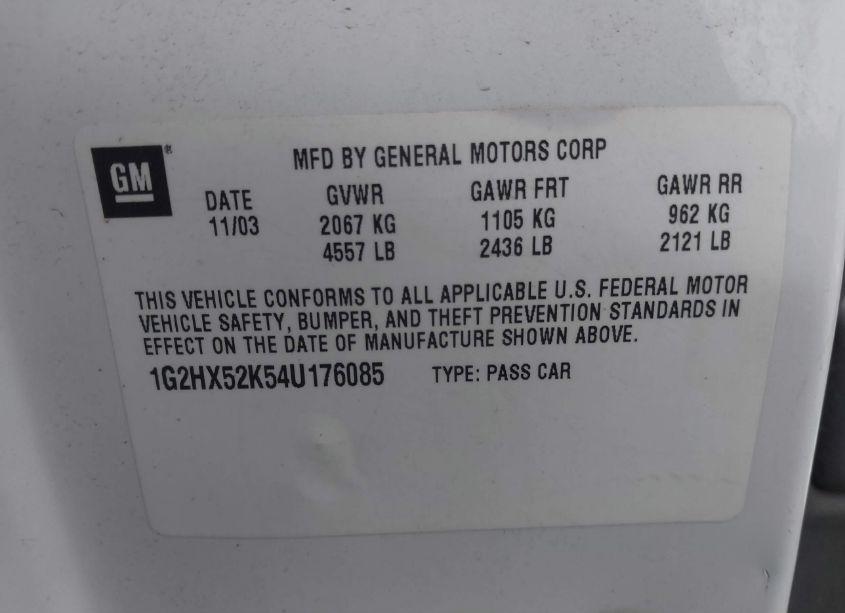 MFD BY GENERAL MOTORS CORP
GM®
DATE GVWR GAWR FRT GAWR RR
11/03 2067 KG 1105 KG 962 KG
4557 LB 2436 LB 2121 LB
THIS VEHICLE CONFORMS TO ALL APPLICABLE U.S. FEDERAL MOTOR
VEHICLE SAFETY, BUMPER, AND THEFT PREVENTION STANDARDS IN
EFFECT ON THE DATE OF MANUFACTURE SHOWN ABOVE.
1G2HX52K54U176085 TYPE: PASS CAR